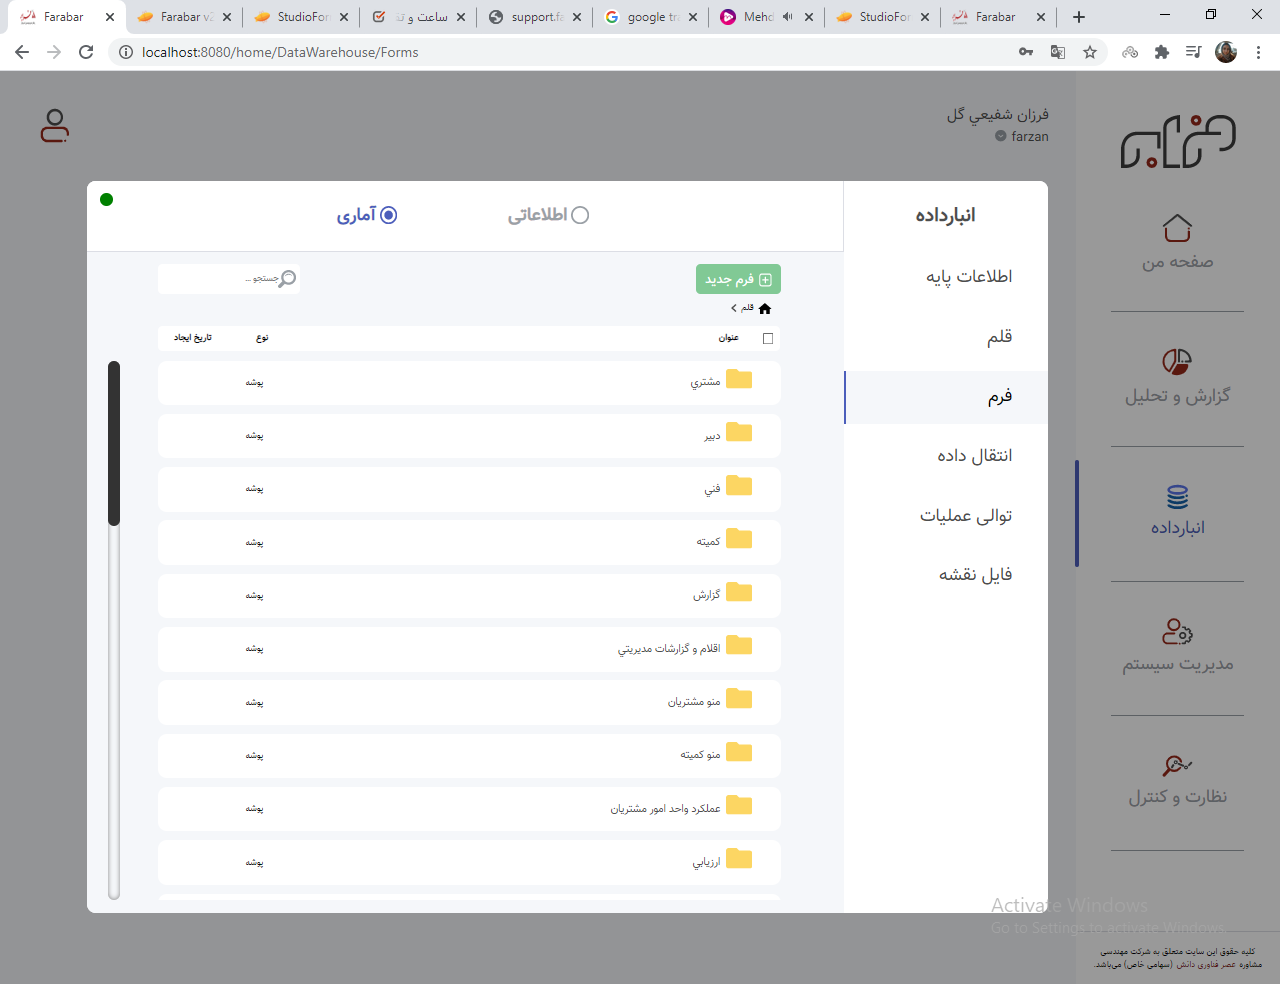 Farabar
Farabar v2
StudioFor
ساعت و تق
support.fa
google tra
Mehd
StudioFor
Farabar
localhost:8080/home/DataWarehouse/Forms
فرزان شفيعي گل
farzan
صفحه من
گزارش و تحلیل
انبارداده
مدیریت سیستم
نظارت و کنترل
کلیه حقوق این سایت متعلق به شرکت مهندسی
مشاوره عصر فناوری دانش (سهامی خاص) می‌باشد.
انبارداده
اطلاعات پایه
قلم
فرم
انتقال داده
توالی عملیات
فایل نقشه
اطلاعاتی
آماری
فرم جدید
جستجو ...
قلم
عنوان نوع تاریخ ایجاد
مشتري پوشه
دبير پوشه
فني پوشه
كميته پوشه
گزارش پوشه
اقلام و گزارشات مديريتي پوشه
منو مشتريان پوشه
منو كميته پوشه
عملكرد واحد امور مشتريان پوشه
ارزيابي پوشه
Activate Windows
Go to Settings to activate Windows.